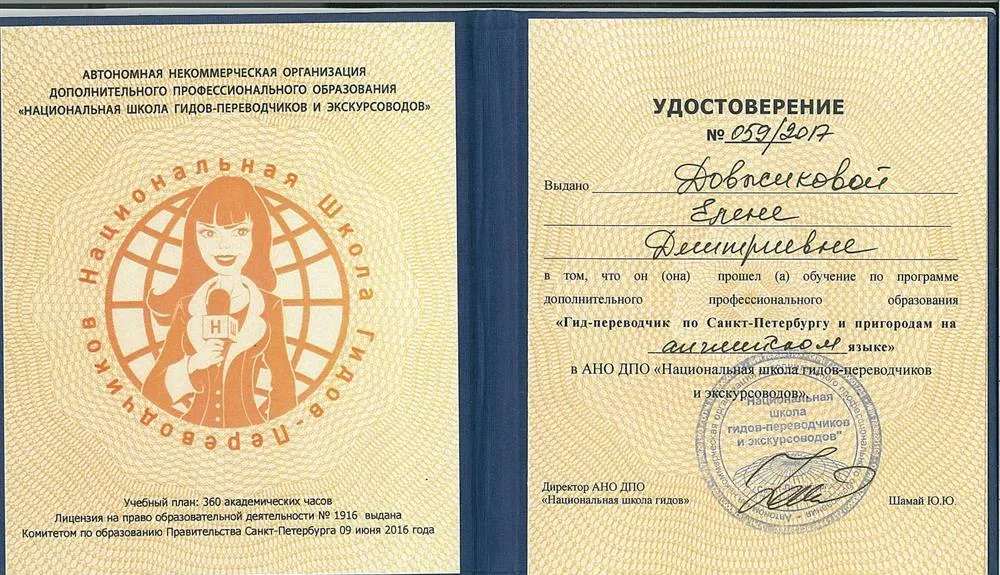 АВТОНОМНАЯ НЕКОММЕРЧЕСКАЯ ОРГАНИЗАЦИЯ
ДОПОЛНИТЕЛЬНОГО ПРОФЕССИОНАЛЬНОГО ОБРАЗОВАНИЯ
«НАЦИОНАЛЬНАЯ ШКОЛА ГИДОВ-ПЕРЕВОДЧИКОВ И ЭКСКУРСОВОДОВ»
Национальная Школа Гидов-Переводчиков
Н Ш
Учебный план: 360 академических часов
Лицензия на право образовательной деятельности № 1916 выдана
Комитетом по образованию Правительства Санкт-Петербурга 09 июня 2016 года
УДОСТОВЕРЕНИЕ
№ 059/2017
Выдано Довысиковой
Елене
Дмитриевне
в том, что он (она) прошел (а) обучение по программе
дополнительного профессионального образования
«Гид-переводчик по Санкт-Петербургу и пригородам на
английском языке»
в АНО ДПО «Национальная школа гидов-переводчиков
и экскурсоводов».
"Национальная
школа
гидов-переводчиков
и экскурсоводов"
Директор АНО ДПО
«Национальная школа гидов»
Шамай Ю.Ю.